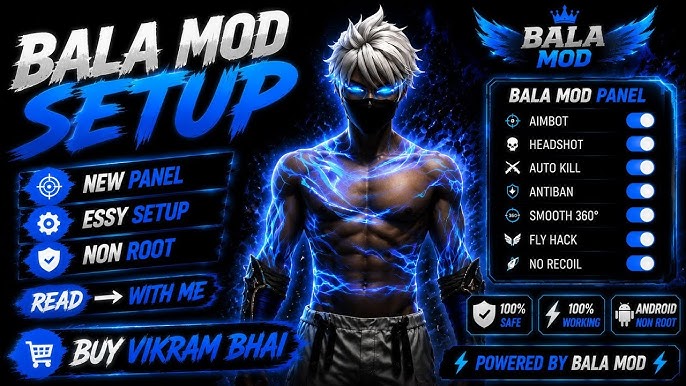 BALA MOD
SETUP
NEW PANEL
ESSY SETUP
NON ROOT
READ → WITH ME
BUY VIKRAM BHAI
BALA
MOD
BALA MOD PANEL
AIMBOT
HEADSHOT
AUTO KILL
ANTIBAN
360° SMOOTH 360°
FLY HACK
NO RECOIL
100%
SAFE
100%
WORKING
ANDROID
NON ROOT
POWERED BY BALA MOD